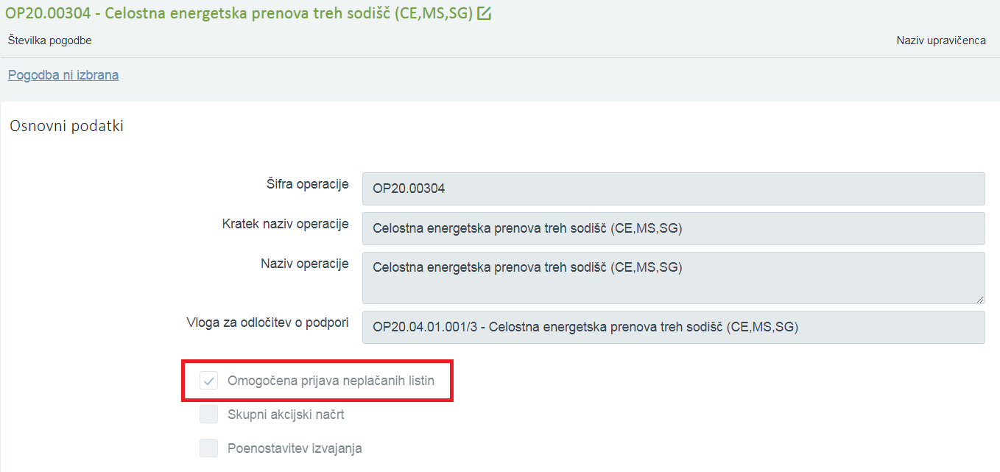 OP20.00304 - Celostna energetska prenova treh sodišč (CE,MS,SG)
Številka pogodbe Naziv upravičenca
Pogodba ni izbrana
Osnovni podatki
Šifra operacije OP20.00304
Kratek naziv operacije Celostna energetska prenova treh sodišč (CE,MS,SG)
Naziv operacije Celostna energetska prenova treh sodišč (CE,MS,SG)
Vloga za odločitev o podpori OP20.04.01.001/3 - Celostna energetska prenova treh sodišč (CE,MS,SG)
Omogočena prijava neplačanih listin
Skupni akcijski načrt
Poenostavitev izvajanja